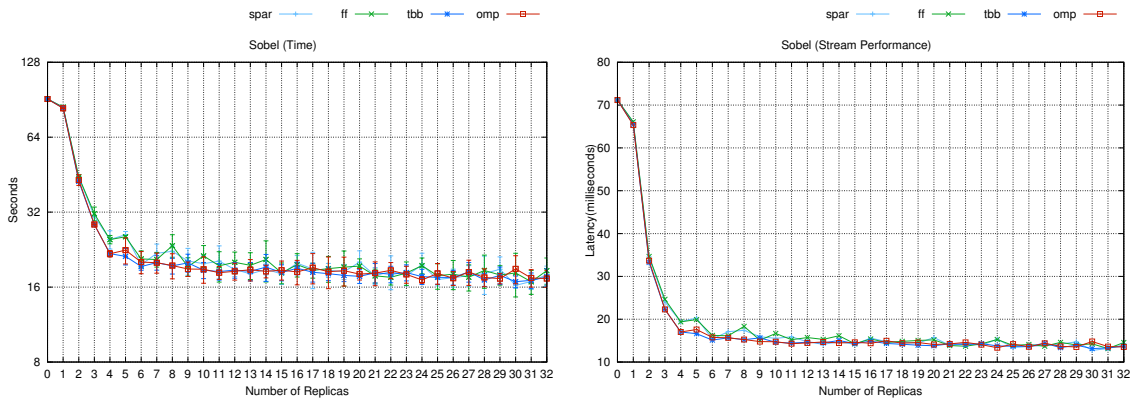 spar ff tbb omp
Sobel (Time)
128
64
32
16
8
Seconds
0 1 2 3 4 5 6 7 8 9 10 11 12 13 14 15 16 17 18 19 20 21 22 23 24 25 26 27 28 29 30 31 32
Number of Replicas
spar ff tbb omp
Sobel (Stream Performance)
80
70
60
50
40
30
20
10
Latency(milliseconds)
0 1 2 3 4 5 6 7 8 9 10 11 12 13 14 15 16 17 18 19 20 21 22 23 24 25 26 27 28 29 30 31 32
Number of Replicas